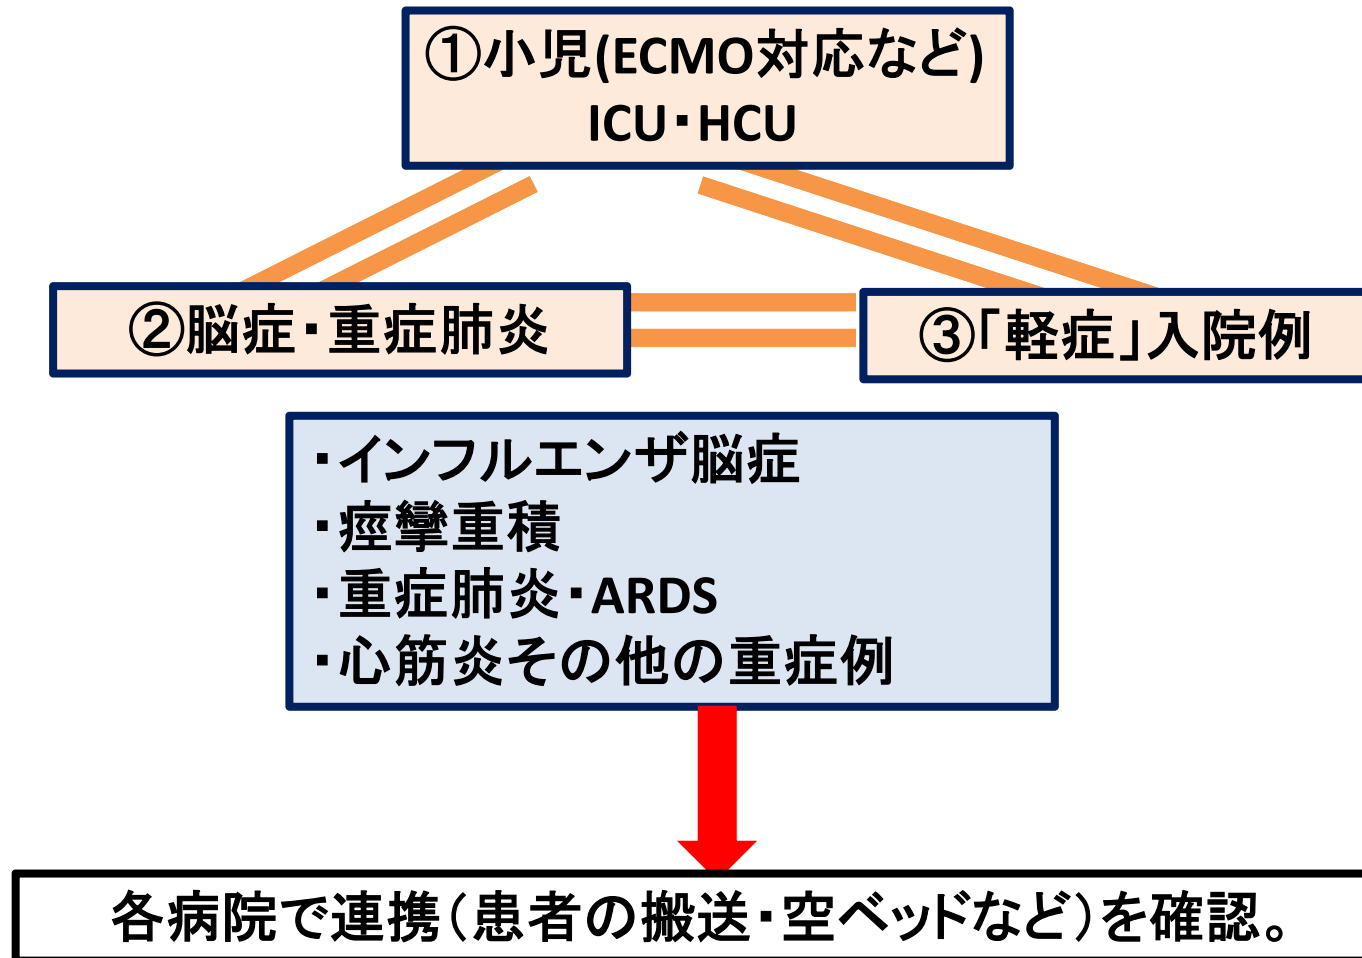 ①小児(ECMO対応など)
ICU・HCU
②脳症・重症肺炎
③「軽症」入院例
・インフルエンザ脳症
・痙攣重積
・重症肺炎・ARDS
・心筋炎その他の重症例
各病院で連携（患者の搬送・空ベッドなど）を確認。